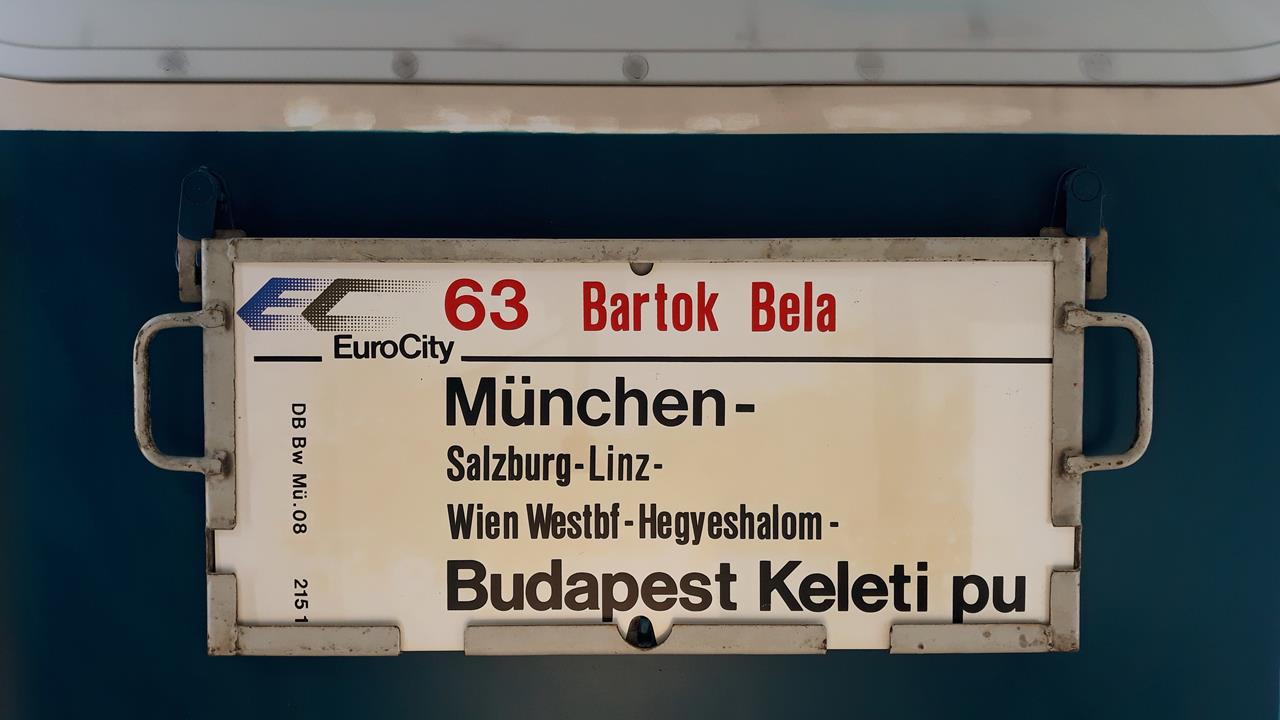 EC 63 Bartok Bela
EuroCity
München-
Salzburg-Linz-
Wien Westbf-Hegyeshalom-
Budapest Keleti pu
DB Bw Mü.08 215 1